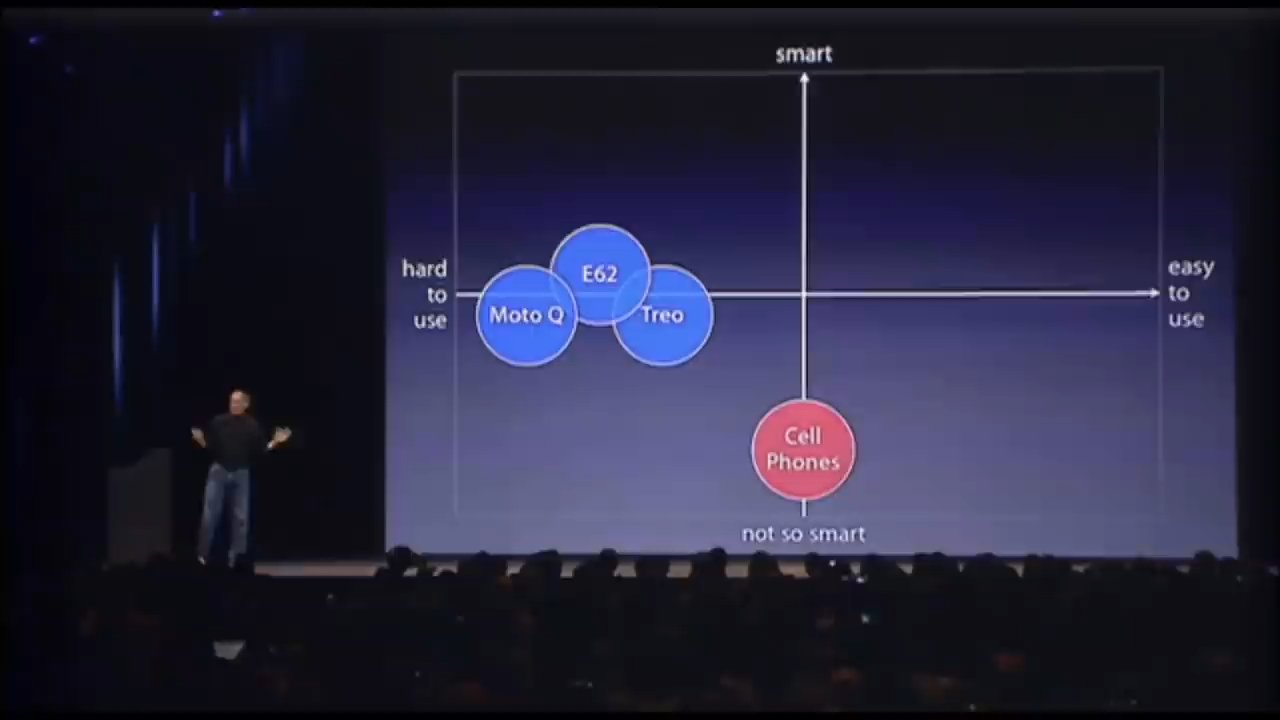 smart
hard
to
use
easy
to
use
E62
Moto Q
Treo
Cell
Phones
not so smart